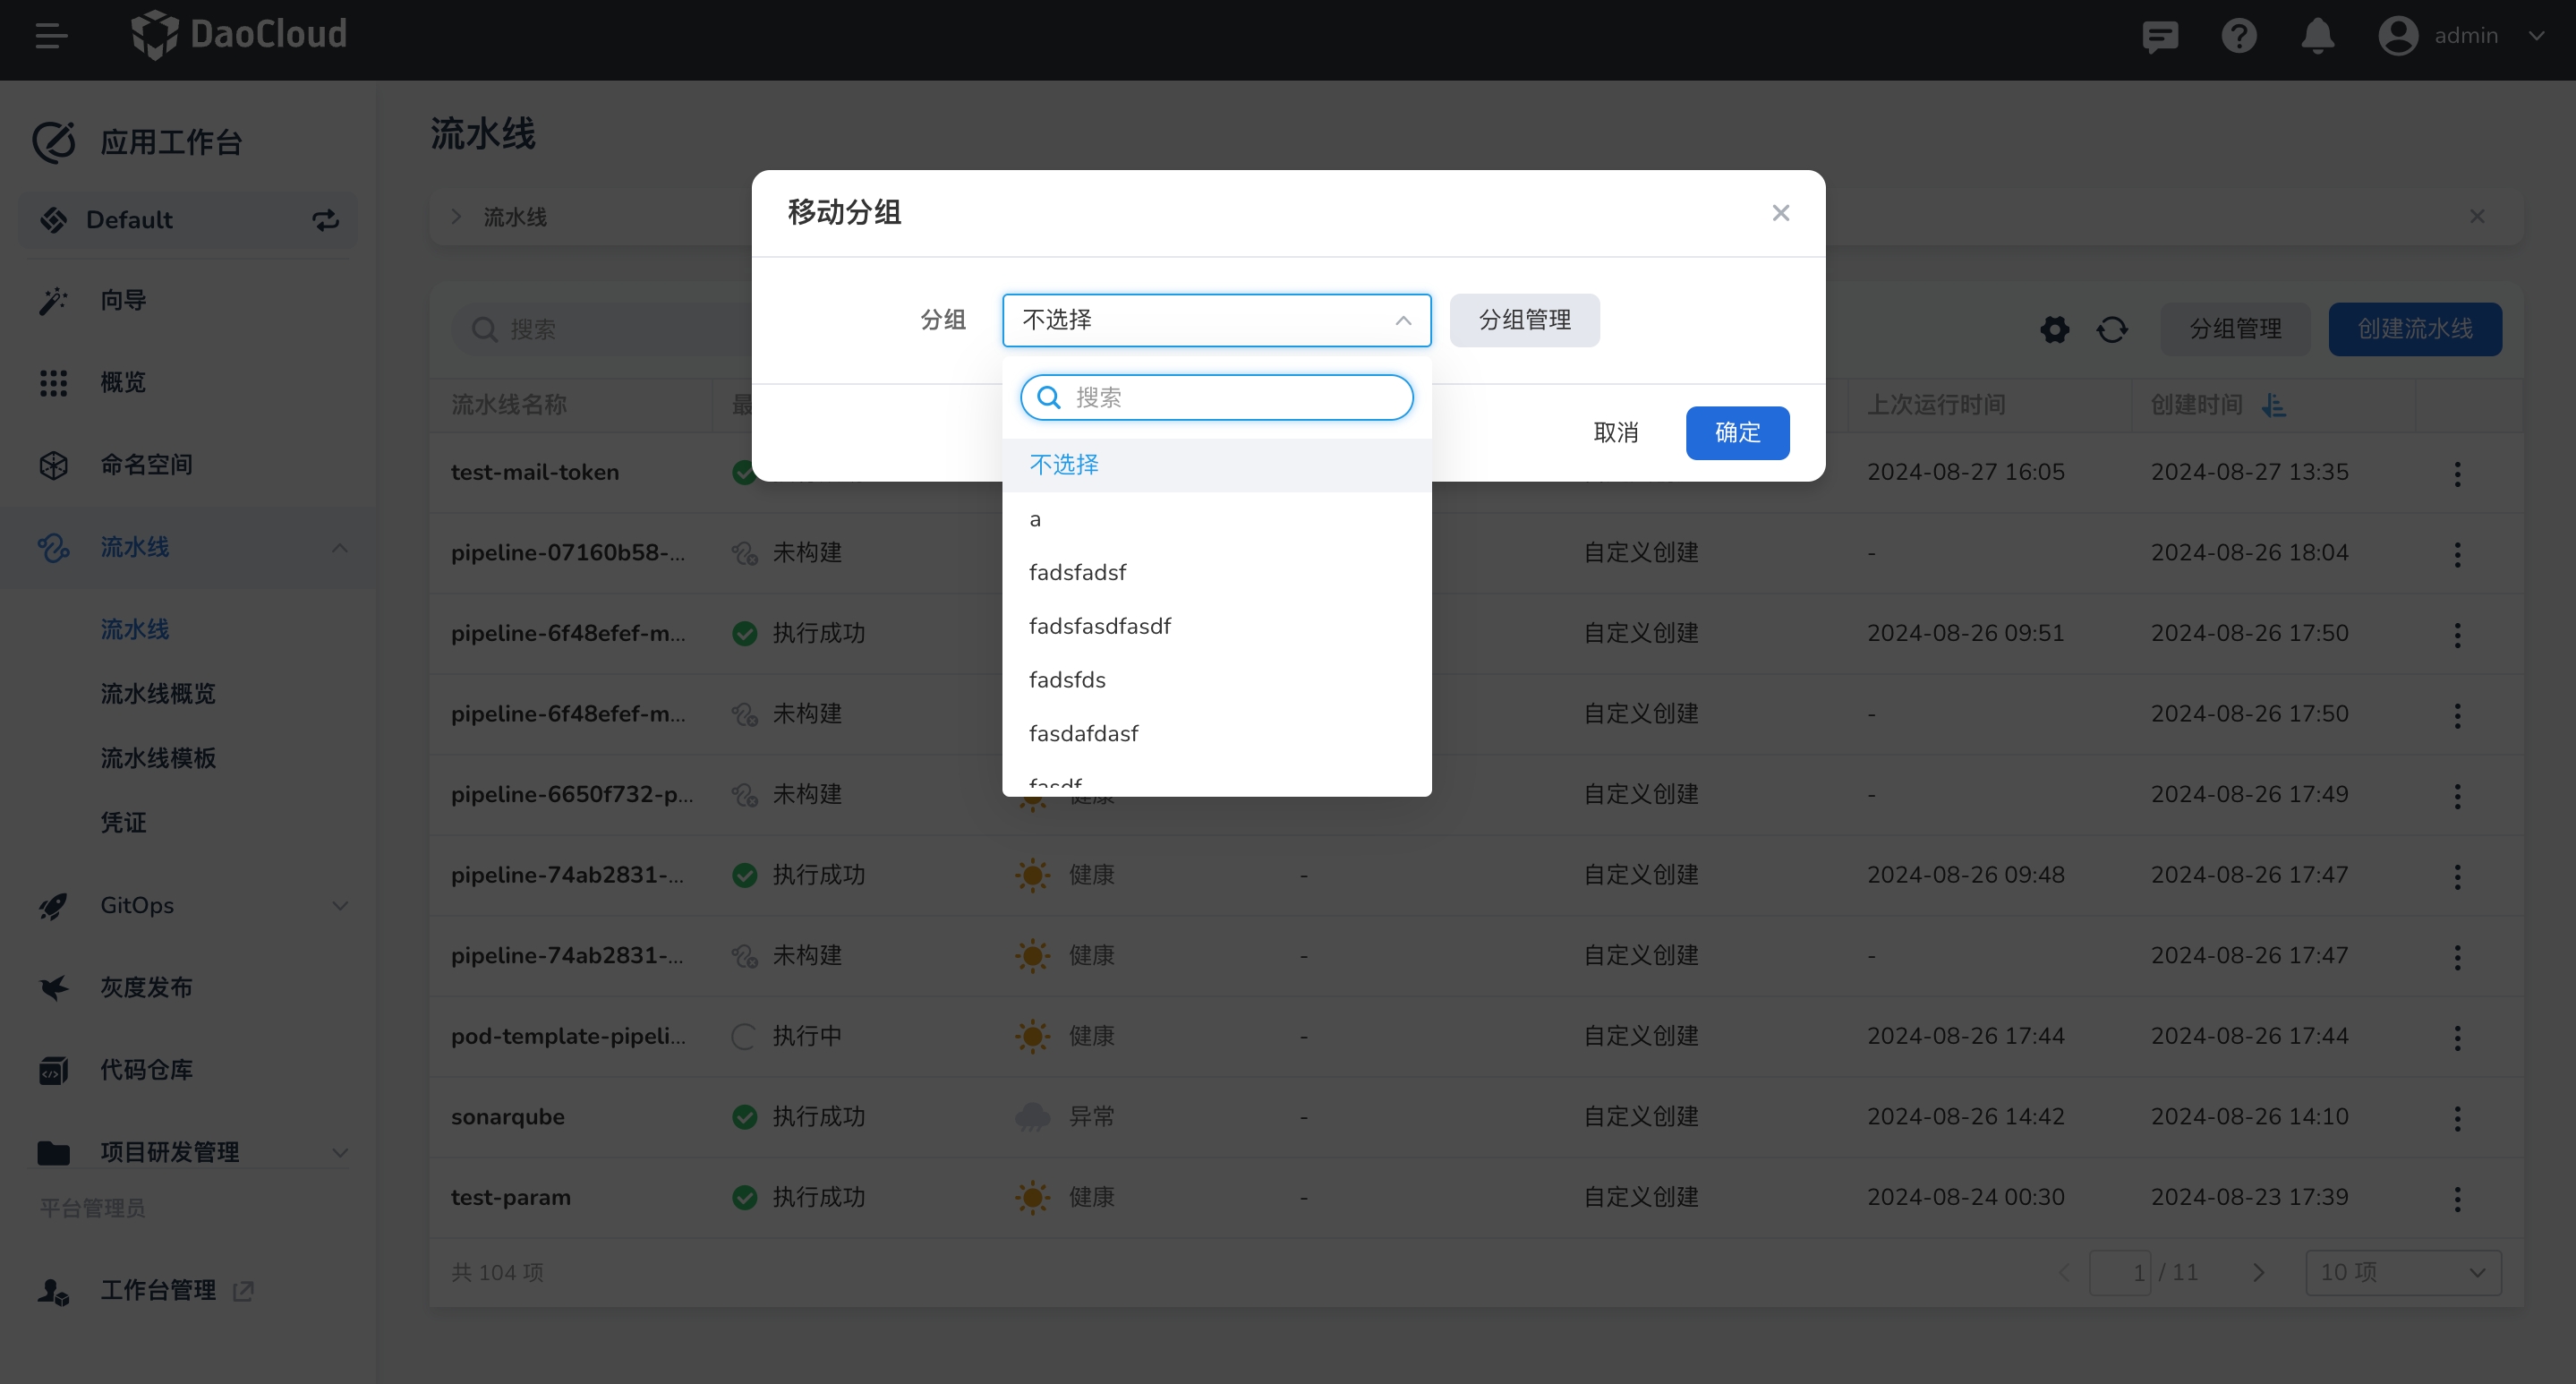 DaoCloud
admin
应用工作台
Default
向导
概览
命名空间
流水线
流水线
流水线概览
流水线模板
凭证
GitOps
灰度发布
代码仓库
项目研发管理
平台管理员
工作台管理
流水线
流水线
搜索
分组管理
创建流水线
移动分组
分组
不选择
分组管理
搜索
不选择
a
fadsfadsf
fadsfasdfasdf
fadsfds
fasdafdasf
fasdf
取消
确定
流水线名称 最 上次运行时间 创建时间
test-mail-token 2024-08-27 16:05 2024-08-27 13:35
pipeline-07160b58-... 未构建 自定义创建 - 2024-08-26 18:04
pipeline-6f48efef-m... 执行成功 自定义创建 2024-08-26 09:51 2024-08-26 17:50
pipeline-6f48efef-m... 未构建 自定义创建 - 2024-08-26 17:50
pipeline-6650f732-p... 未构建 健康 自定义创建 - 2024-08-26 17:49
pipeline-74ab2831-... 执行成功 健康 - 自定义创建 2024-08-26 09:48 2024-08-26 17:47
pipeline-74ab2831-... 未构建 健康 - 自定义创建 - 2024-08-26 17:47
pod-template-pipeli... 执行中 健康 - 自定义创建 2024-08-26 17:44 2024-08-26 17:44
sonarqube 执行成功 异常 - 自定义创建 2024-08-26 14:42 2024-08-26 14:10
test-param 执行成功 健康 - 自定义创建 2024-08-24 00:30 2024-08-23 17:39
共 104 项
1 / 11
10 项